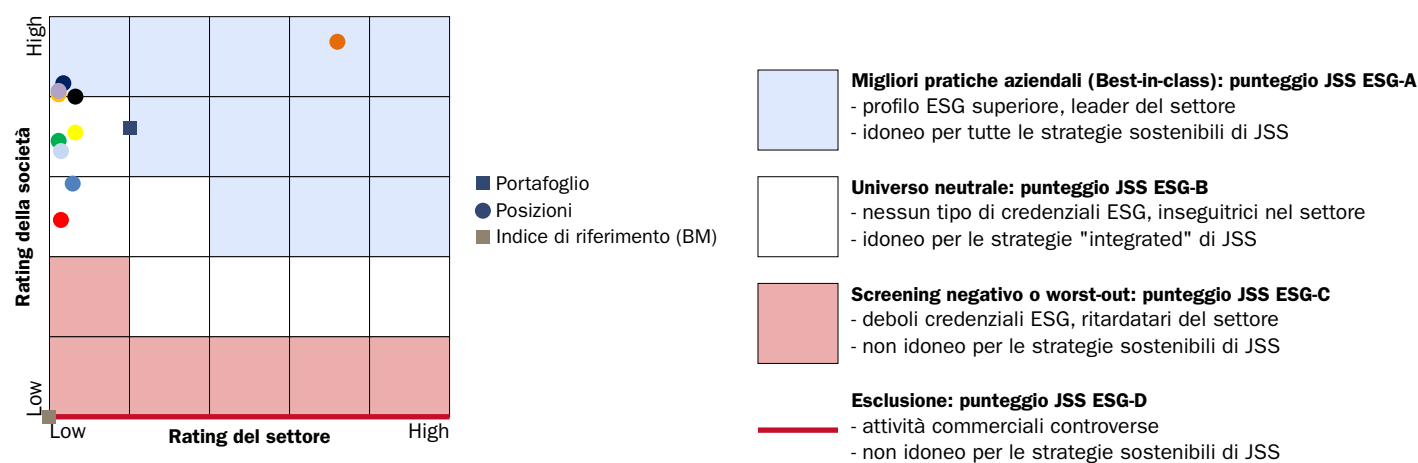 High
Rating della società
Low
Low
Rating del settore
High
Portafoglio
Posizioni
Indice di riferimento (BM)
Migliori pratiche aziendali (Best-in-class): punteggio JSS ESG-A
- profilo ESG superiore, leader del settore
- idoneo per tutte le strategie sostenibili di JSS
Universo neutrale: punteggio JSS ESG-B
- nessun tipo di credenziali ESG, inseguitrici nel settore
- idoneo per le strategie "integrated" di JSS
Screening negativo o worst-out: punteggio JSS ESG-C
- deboli credenziali ESG, ritardatari del settore
- non idoneo per le strategie sostenibili di JSS
Esclusione: punteggio JSS ESG-D
- attività commerciali controverse
- non idoneo per le strategie sostenibili di JSS